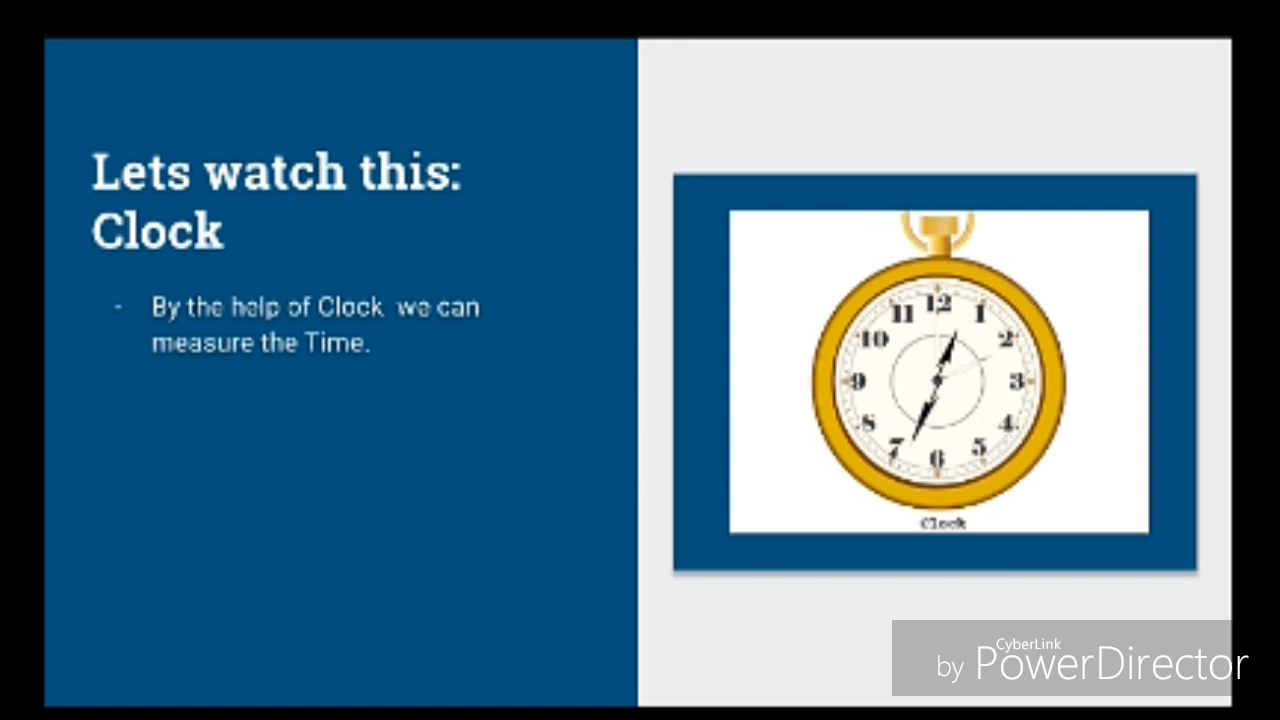 Lets watch this:
Clock
- By the help of Clock we can
measure the Time.
12
11
1
10
2
9
3
8
4
7
5
6
Clock
CyberLink
by PowerDirector